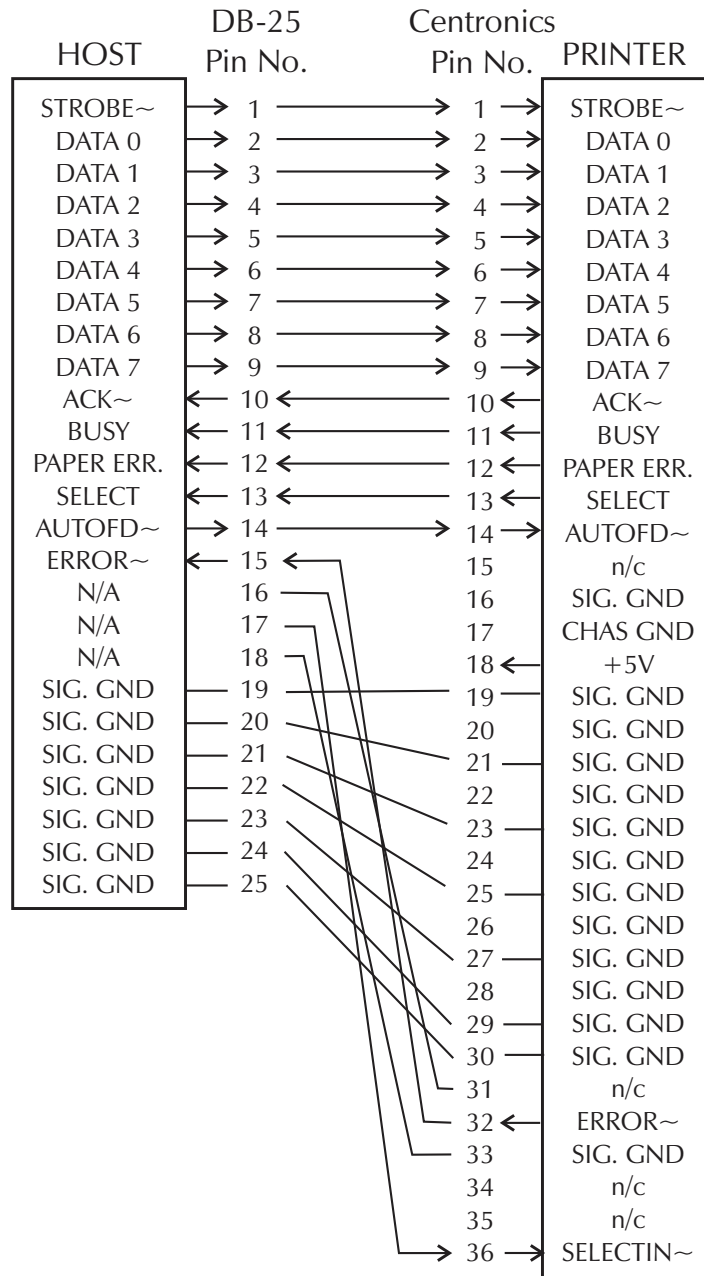 DB-25 Centronics
HOST Pin No. Pin No. PRINTER
STROBE~ 1 1 STROBE~
DATA 0 2 2 DATA 0
DATA 1 3 3 DATA 1
DATA 2 4 4 DATA 2
DATA 3 5 5 DATA 3
DATA 4 6 6 DATA 4
DATA 5 7 7 DATA 5
DATA 6 8 8 DATA 6
DATA 7 9 9 DATA 7
ACK~ 10 10 ACK~
BUSY 11 11 BUSY
PAPER ERR. 12 12 PAPER ERR.
SELECT 13 13 SELECT
AUTOFD~ 14 14 AUTOFD~
ERROR~ 15 15 n/c
N/A 16 16 SIG. GND
N/A 17 17 CHAS GND
N/A 18 18 +5V
SIG. GND 19 19 SIG. GND
SIG. GND 20 20 SIG. GND
SIG. GND 21 21 SIG. GND
SIG. GND 22 22 SIG. GND
SIG. GND 23 23 SIG. GND
SIG. GND 24 24 SIG. GND
SIG. GND 25 25 SIG. GND
26 SIG. GND
27 SIG. GND
28 SIG. GND
29 SIG. GND
30 SIG. GND
31 n/c
32 ERROR~
33 SIG. GND
34 n/c
35 n/c
36 SELECTIN~